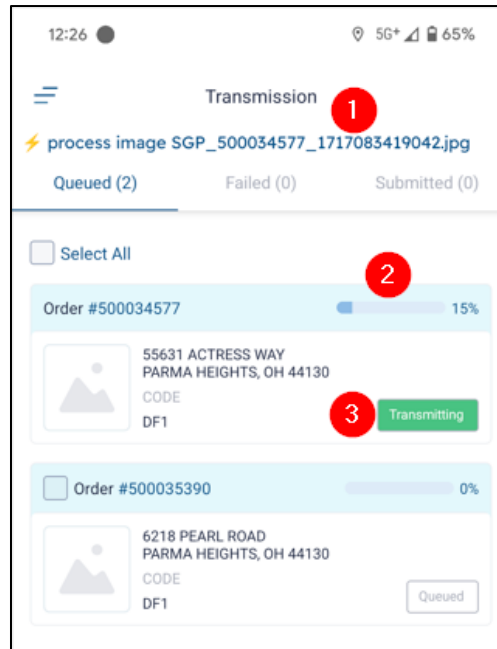 12:26 5G+ 65%
Transmission
1
⚡ process image SGP_500034577_1717083419042.jpg
Queued (2) Failed (0) Submitted (0)
Select All
2
Order #500034577 15%
55631 ACTRESS WAY
PARMA HEIGHTS, OH 44130
CODE
3 Transmitting
DF1
Order #500035390 0%
6218 PEARL ROAD
PARMA HEIGHTS, OH 44130
CODE
Queued
DF1